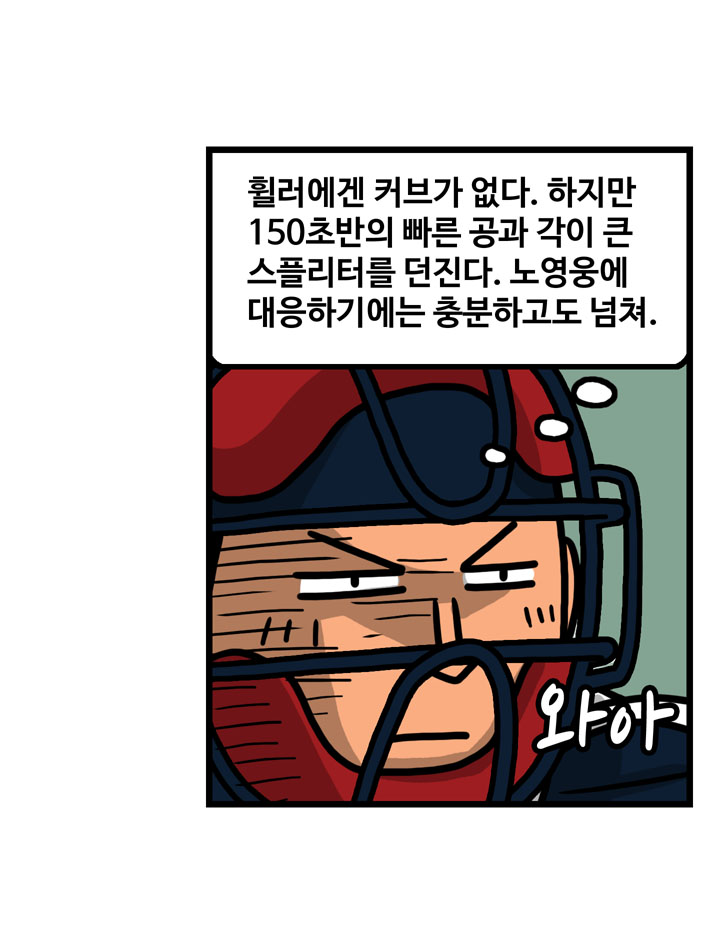 휠러에겐 커브가 없다. 하지만
150초반의 빠른 공과 각이 큰
스플리터를 던진다. 노영웅에
대응하기에는 충분하고도 넘쳐.
와아